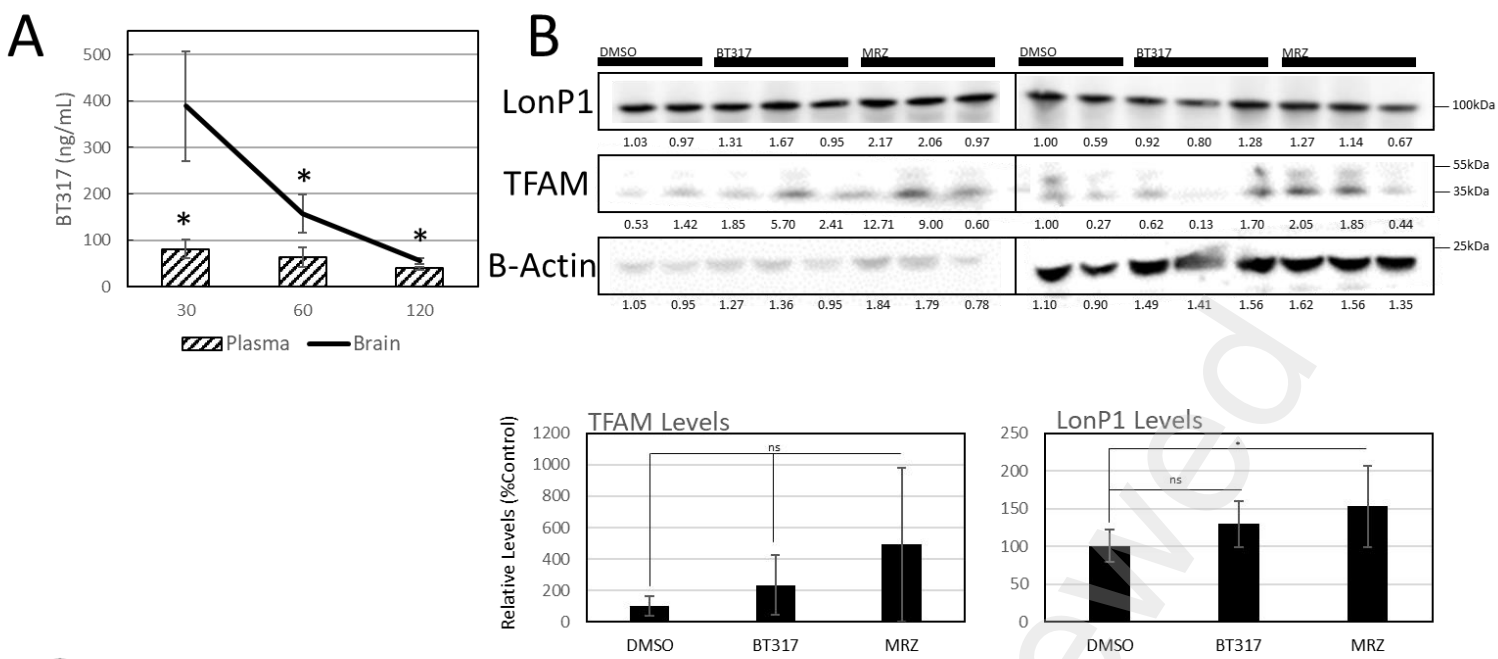 A
BT317 (ng/mL)
500
400
300
200
100
0
*
*
*
30 60 120
Plasma Brain
B
DMSO BT317 MRZ DMSO BT317 MRZ
LonP1
100kDa
1.03 0.97 1.31 1.67 0.95 2.17 2.06 0.97 1.00 0.59 0.92 0.80 1.28 1.27 1.14 0.67
TFAM
55kDa
35kDa
0.53 1.42 1.85 5.70 2.41 12.71 9.00 0.60 1.00 0.27 0.62 0.13 1.70 2.05 1.85 0.44
B-Actin
25kDa
1.05 0.95 1.27 1.36 0.95 1.84 1.79 0.78 1.10 0.90 1.49 1.41 1.56 1.62 1.56 1.35
TFAM Levels
Relative Levels (%Control)
1200
1000
800
600
400
200
0
ns
DMSO BT317 MRZ
LonP1 Levels
250
200
150
100
50
0
*
ns
DMSO BT317 MRZ
ewed